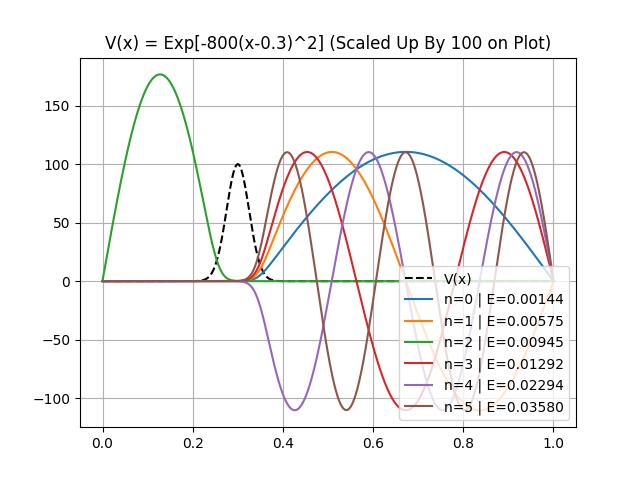 V(x) = Exp[-800(x-0.3)^2] (Scaled Up By 100 on Plot)
150
100
50
0
−50
−100
V(x)
n=0 | E=0.00144
n=1 | E=0.00575
n=2 | E=0.00945
n=3 | E=0.01292
n=4 | E=0.02294
n=5 | E=0.03580
0.0 0.2 0.4 0.6 0.8 1.0